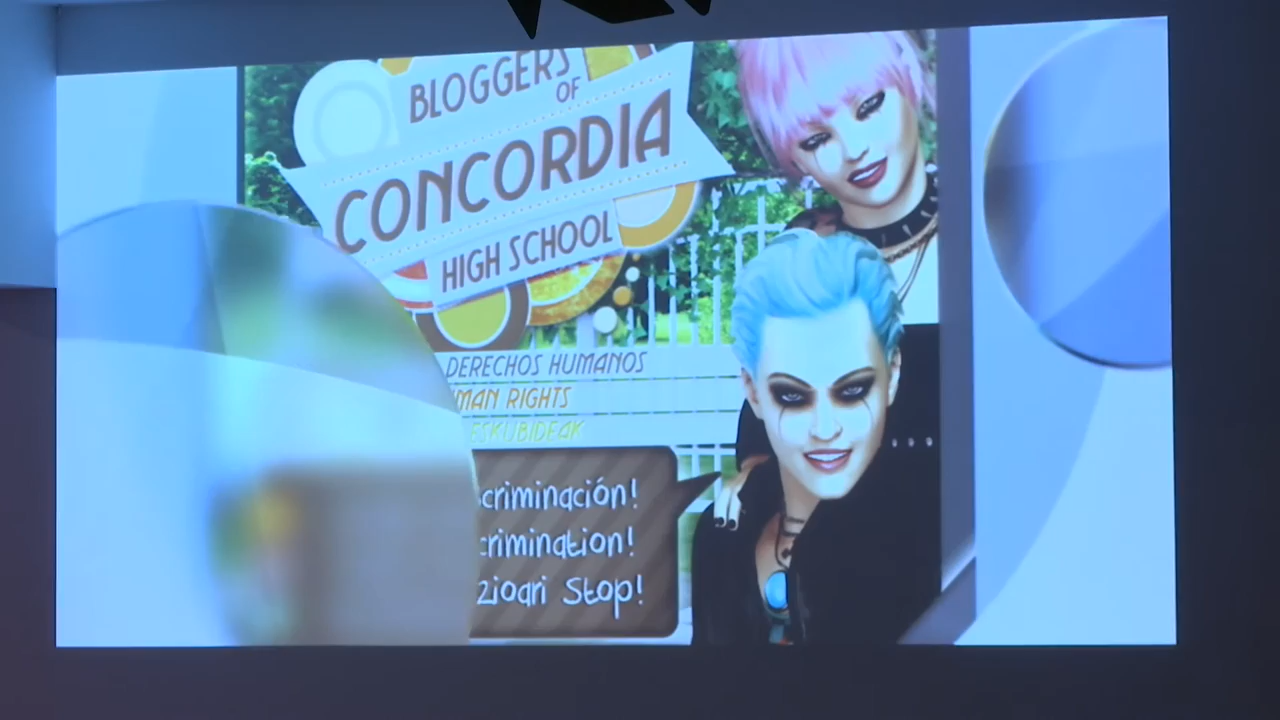 BLOGGERS
OF
CONCORDIA
HIGH SCHOOL
DERECHOS HUMANOS
MAN RIGHTS
ESKUBIDEAK
criminación!
crimination!
zioari Stop!